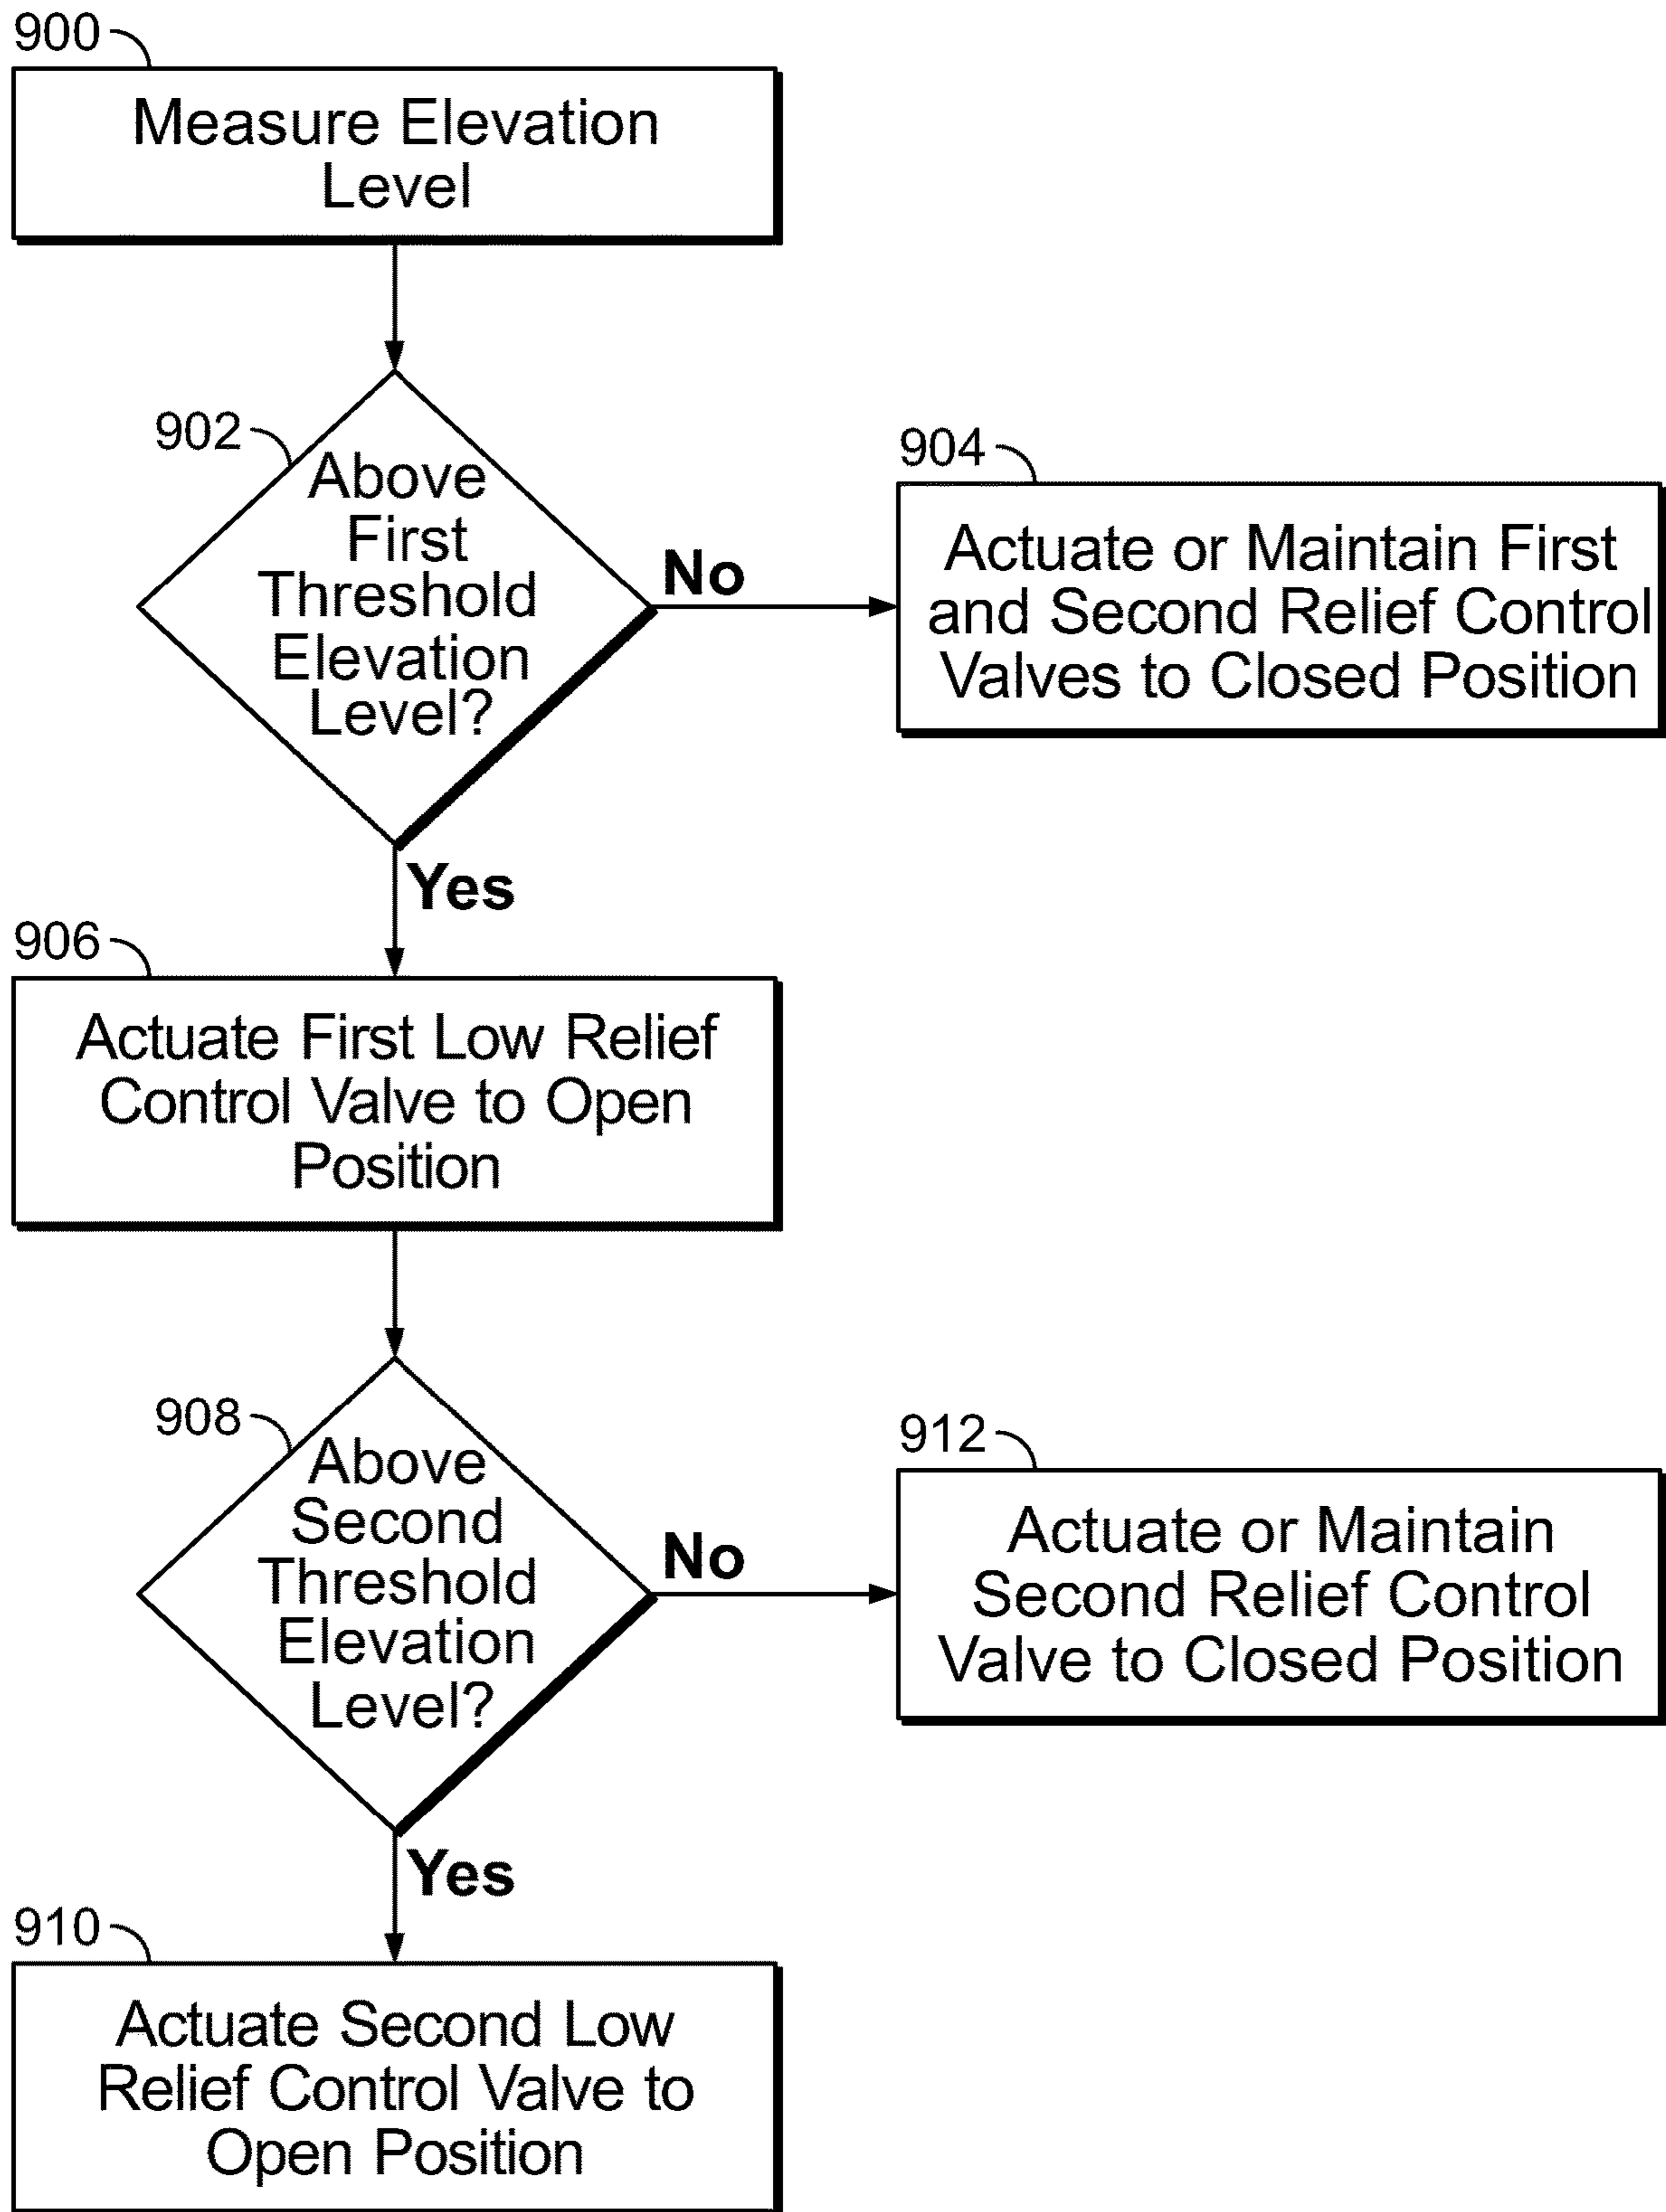 900
Measure Elevation
Level
902
Above
First
Threshold
Elevation
Level?
No
904
Actuate or Maintain First
and Second Relief Control
Valves to Closed Position
Yes
906
Actuate First Low Relief
Control Valve to Open
Position
908
Above
Second
Threshold
Elevation
Level?
No
912
Actuate or Maintain
Second Relief Control
Valve to Closed Position
Yes
910
Actuate Second Low
Relief Control Valve to
Open Position